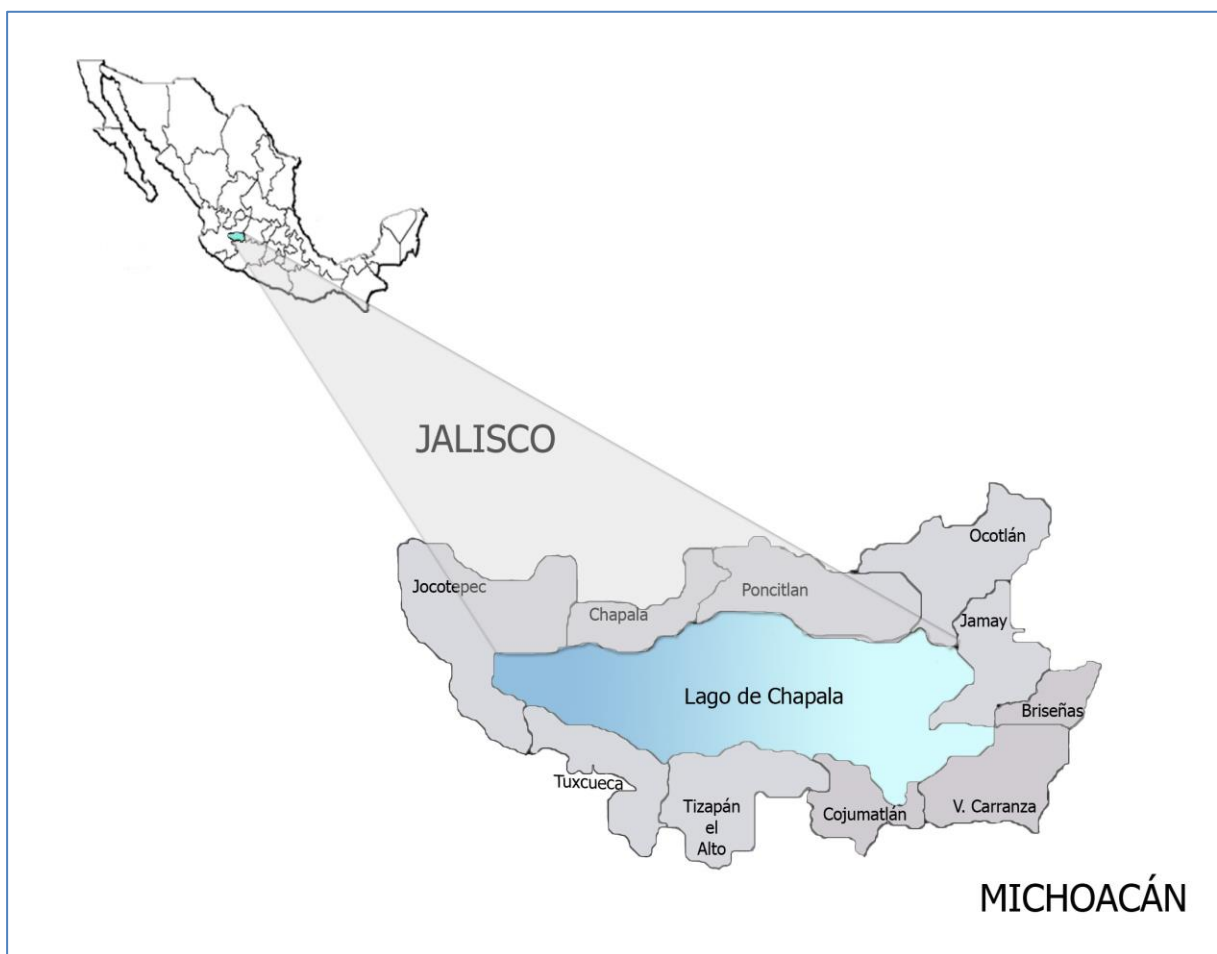 JALISCO
Ocotlán
Jocotepec
Poncitlan
Chapala
Jamay
Lago de Chapala
Briseñas
Tuxcueca
Tizapán
el
Alto
Cojumatlán
V. Carranza
MICHOACÁN